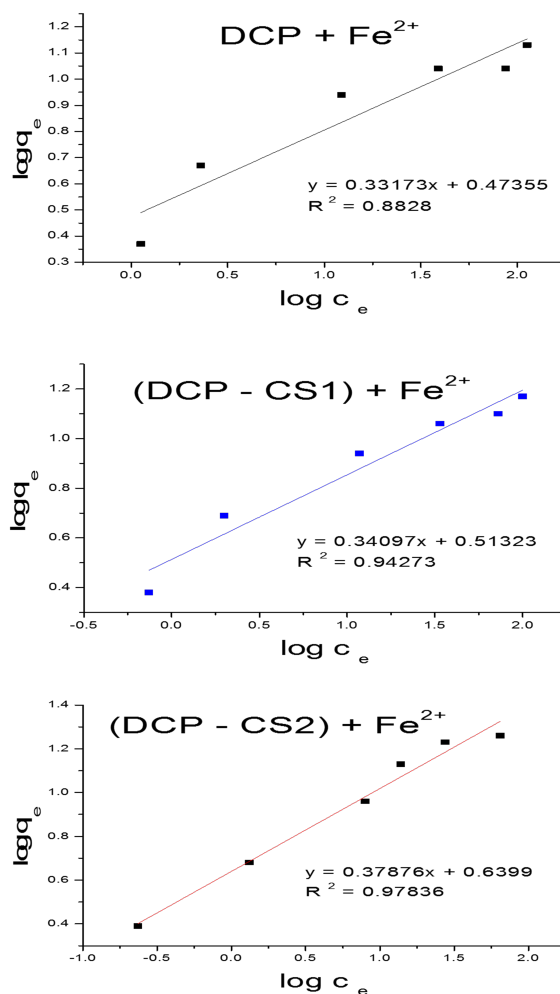 DCP + Fe²⁺
1.2
1.1
1.0
0.9
0.8
0.7
0.6
0.5
0.4
0.3
logqₑ
y = 0.33173x + 0.47355
R² = 0.8828
0.0 0.5 1.0 1.5 2.0
log cₑ
(DCP - CS1) + Fe²⁺
1.2
1.0
0.8
0.6
0.4
logqₑ
y = 0.34097x + 0.51323
R² = 0.94273
-0.5 0.0 0.5 1.0 1.5 2.0
log cₑ
(DCP - CS2) + Fe²⁺
1.4
1.2
1.0
0.8
0.6
0.4
logqₑ
y = 0.37876x + 0.6399
R² = 0.97836
-1.0 -0.5 0.0 0.5 1.0 1.5 2.0
log cₑ